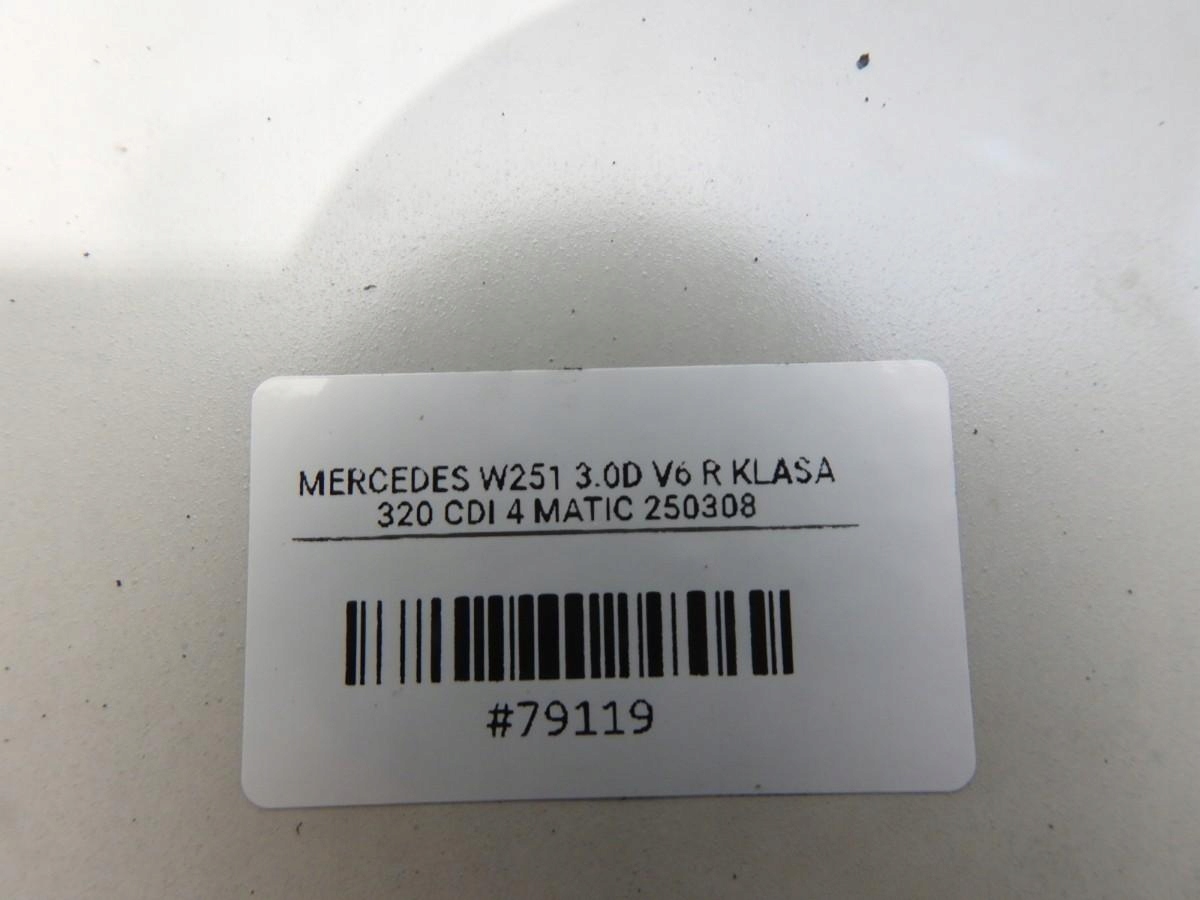 MERCEDES W251 3.0D V6 R KLASA
320 CDI 4 MATIC 250308
#79119